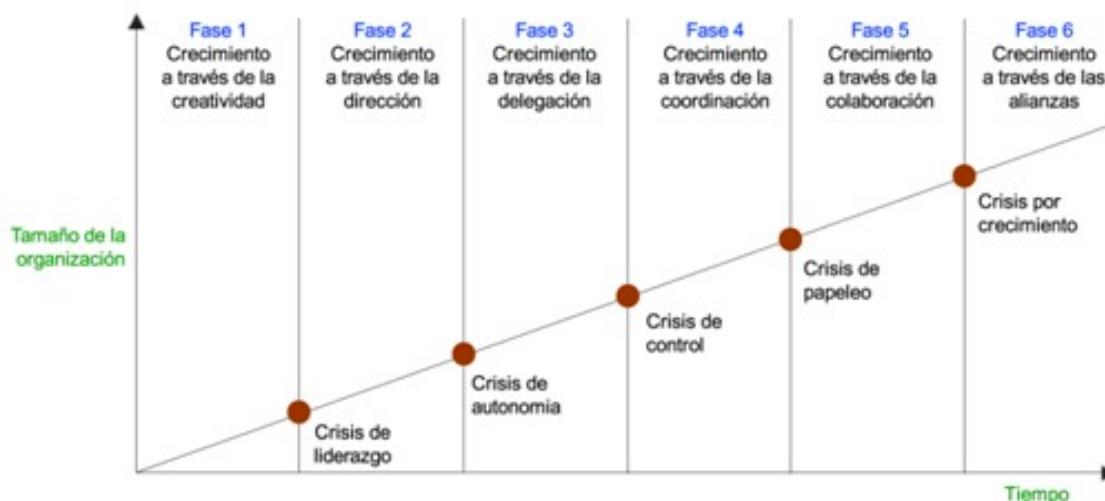 Fase 1
Crecimiento
a través de la
creatividad
Fase 2
Crecimiento
a través de la
dirección
Fase 3
Crecimiento
a través de la
delegación
Fase 4
Crecimiento
a través de la
coordinación
Fase 5
Crecimiento
a través de la
colaboración
Fase 6
Crecimiento
a través de las
alianzas
Tamaño de la
organización
Crisis de
liderazgo
Crisis de
autonomia
Crisis de
control
Crisis de
papeleo
Crisis por
crecimiento
Tiempo